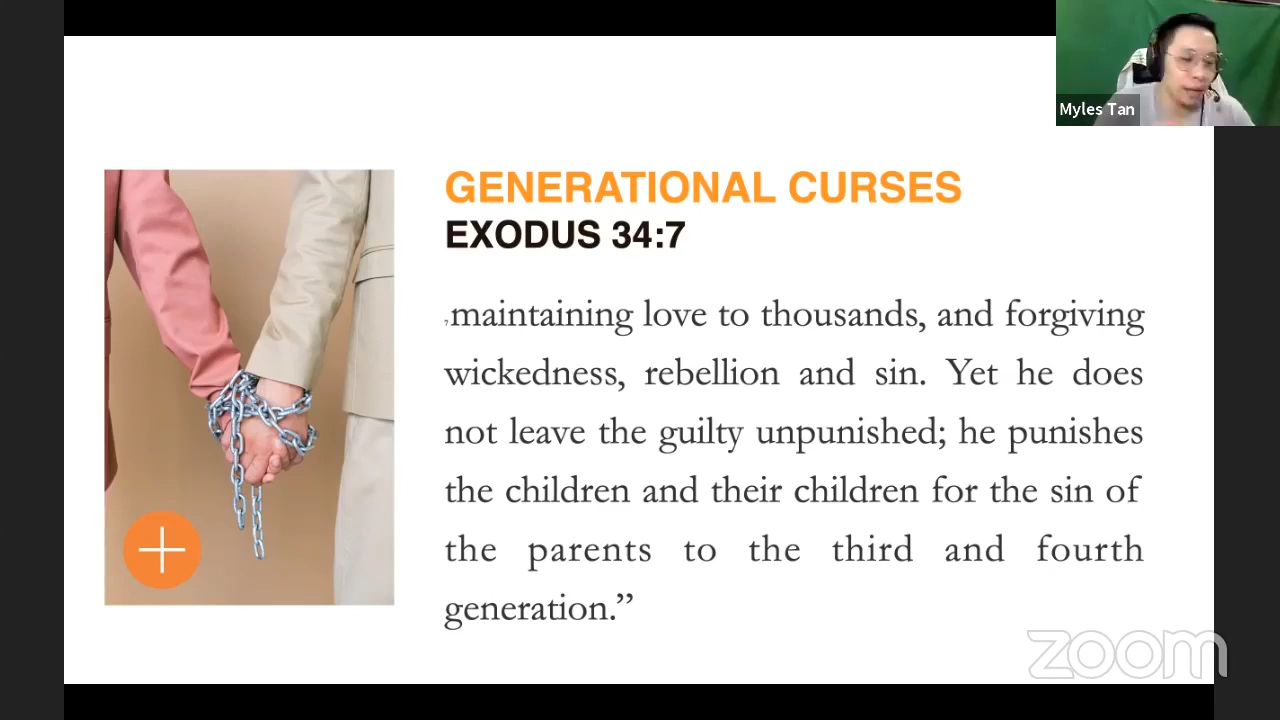 Myles Tan
GENERATIONAL CURSES
EXODUS 34:7
7 maintaining love to thousands, and forgiving
wickedness, rebellion and sin. Yet he does
not leave the guilty unpunished; he punishes
the children and their children for the sin of
the parents to the third and fourth
generation.”
zoom